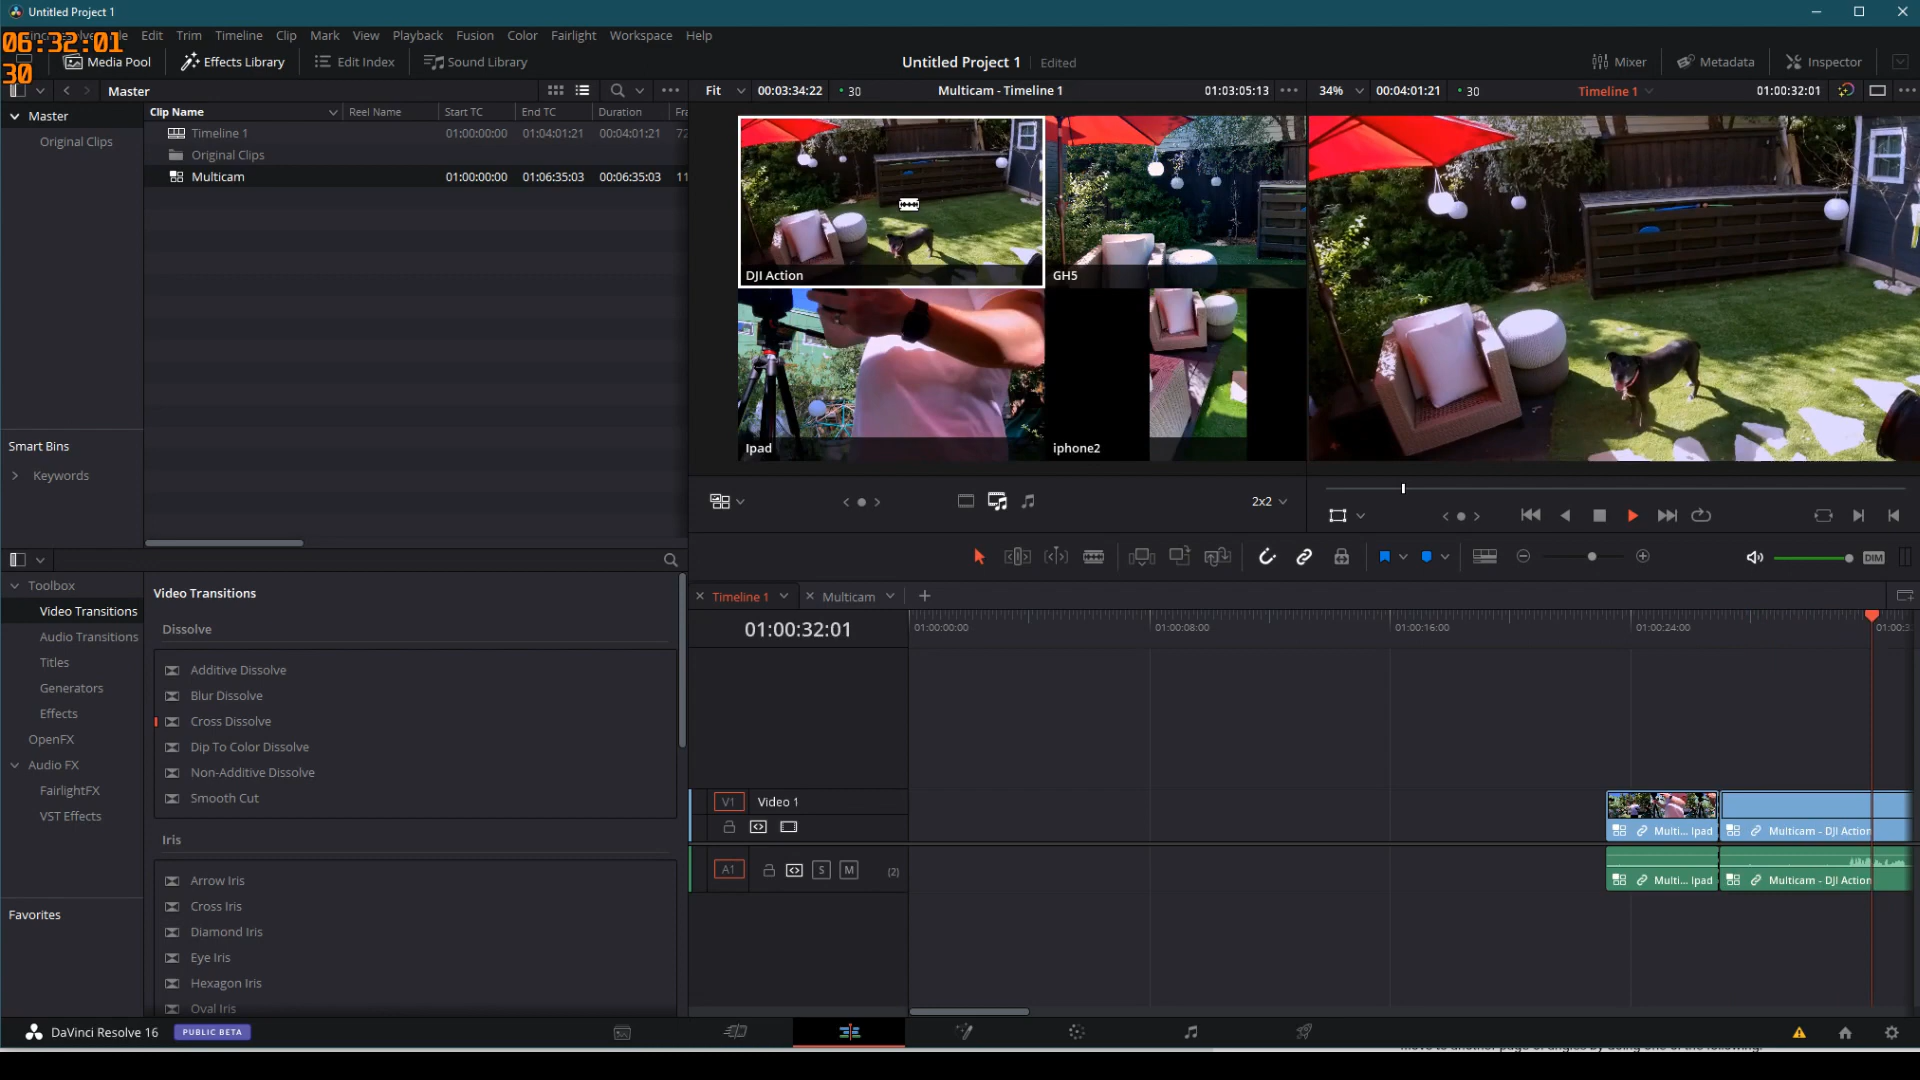 Untitled Project 1
Edit Trim Timeline Clip Mark View Playback Fusion Color Fairlight Workspace Help
06:32:01
30
Media Pool Effects Library Edit Index Sound Library Untitled Project 1 Edited Mixer Metadata Inspector
Master Fit 00:03:34:22 30 Multicam - Timeline 1 01:03:05:13 34% 00:04:01:21 30 Timeline 1 01:00:32:01
Master
Original Clips
Clip Name Reel Name Start TC End TC Duration Fra
Timeline 1 01:00:00:00 01:04:01:21 00:04:01:21 72
Original Clips
Multicam 01:00:00:00 01:06:35:03 00:06:35:03 11
DJI Action GH5
Ipad iphone2
Smart Bins
Keywords
2x2
DIM
Toolbox
Video Transitions
Audio Transitions
Titles
Generators
Effects
OpenFX
Audio FX
FairlightFX
VST Effects
Favorites
Video Transitions
Dissolve
Additive Dissolve
Blur Dissolve
Cross Dissolve
Dip To Color Dissolve
Non-Additive Dissolve
Smooth Cut
Iris
Arrow Iris
Cross Iris
Diamond Iris
Eye Iris
Hexagon Iris
Oval Iris
Timeline 1 Multicam
01:00:32:01 01:00:00:00 01:00:08:00 01:00:16:00 01:00:24:00 01:00:3
V1 Video 1
Multi... Ipad Multicam - DJI Action
A1 S M (2)
Multi... Ipad Multicam - DJI Action
DaVinci Resolve 16 PUBLIC BETA